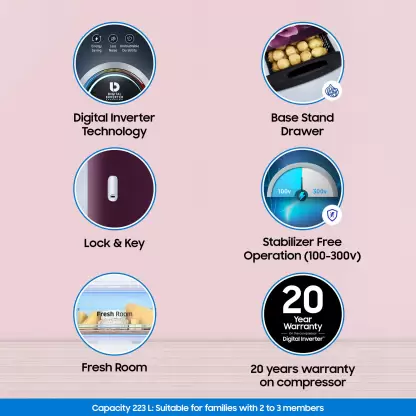 Energy Saving
Less Noise
Unmatchable Durability
DIGITAL INVERTER
Digital Inverter
Technology
Base Stand
Drawer
Lock & Key
100v 300v
Stabilizer Free
Operation (100-300v)
Fresh Room
Fresh Room
20
Year
Warranty
Digital Inverter
20 years warranty
on compressor
Capacity 223 L: Suitable for families with 2 to 3 members